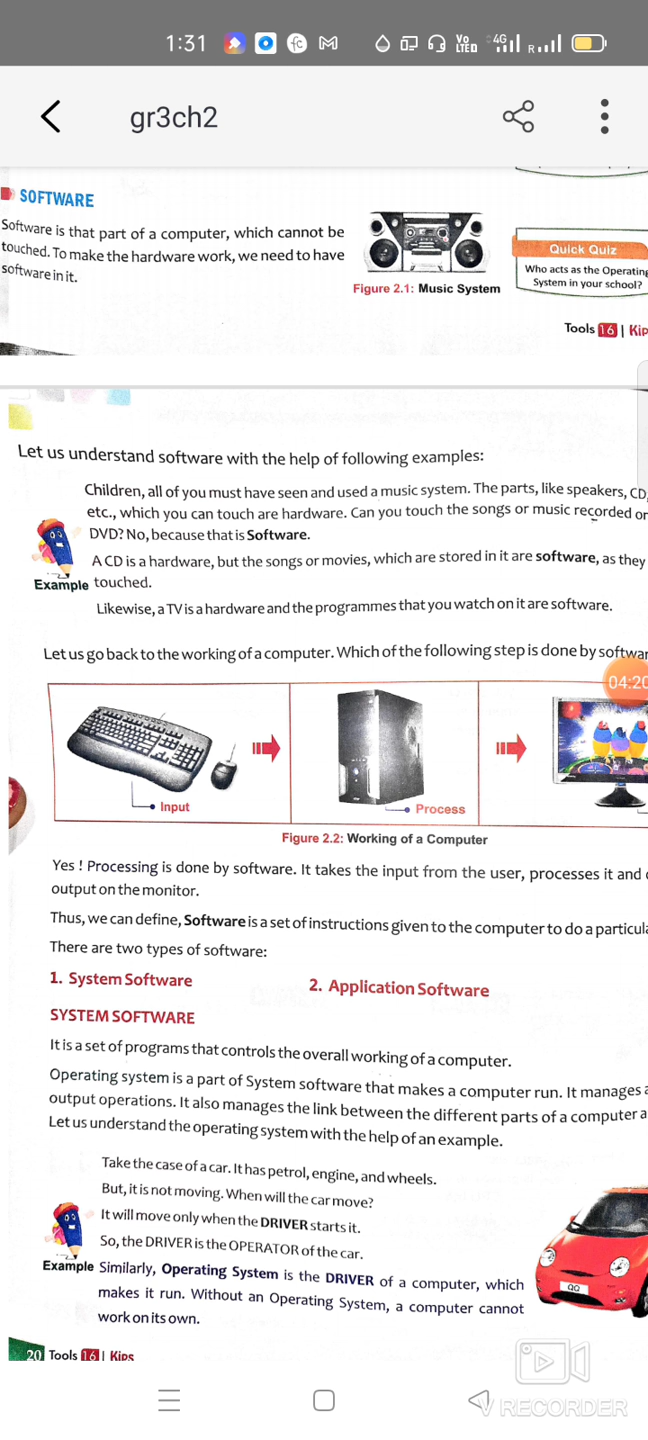 1:31
Vo LTED
4G
R
gr3ch2
SOFTWARE
Software is that part of a computer, which cannot be
touched. To make the hardware work, we need to have
software in it.
Figure 2.1: Music System
Quick Quiz
Who acts as the Operating
System in your school?
Tools 16 | Kip
Let us understand software with the help of following examples:
Children, all of you must have seen and used a music system. The parts, like speakers, CD,
etc., which you can touch are hardware. Can you touch the songs or music recorded or
DVD? No, because that is Software.
A CD is a hardware, but the songs or movies, which are stored in it are software, as they
touched.
Example
Likewise, a TV is a hardware and the programmes that you watch on it are software.
Let us go back to the working of a computer. Which of the following step is done by softwar
04:20
Input
Process
Figure 2.2: Working of a Computer
Yes ! Processing is done by software. It takes the input from the user, processes it and
output on the monitor.
Thus, we can define, Software is a set of instructions given to the computer to do a particula
There are two types of software:
1. System Software
2. Application Software
SYSTEM SOFTWARE
It is a set of programs that controls the overall working of a computer.
Operating system is a part of System software that makes a computer run. It manages a
output operations. It also manages the link between the different parts of a computer a
Let us understand the operating system with the help of an example.
Take the case of a car. It has petrol, engine, and wheels.
But, it is not moving. When will the car move?
It will move only when the DRIVER starts it.
So, the DRIVER is the OPERATOR of the car.
Example
Similarly, Operating System is the DRIVER of a computer, which
makes it run. Without an Operating System, a computer cannot
work on its own.
QQ
20 Tools 16 | Kips
V RECORDER